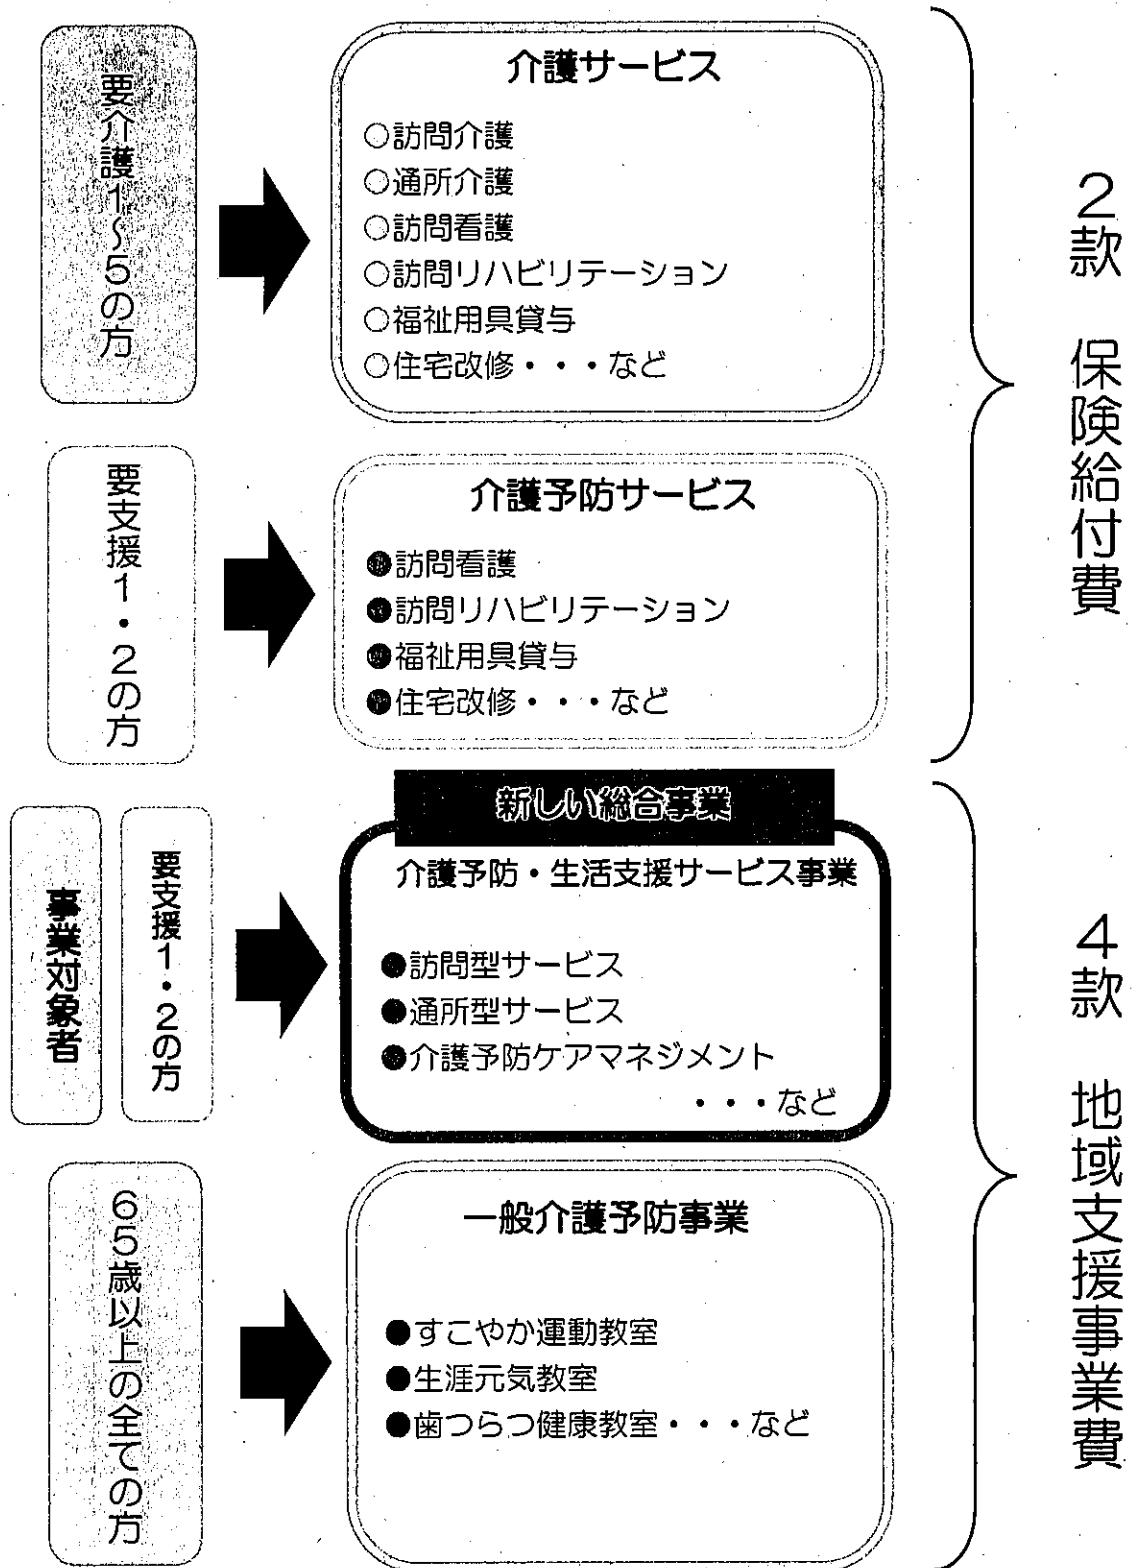 要介護1〜5の方
介護サービス
○訪問介護
○通所介護
○訪問看護
○訪問リハビリテーション
○福祉用具貸与
○住宅改修・・・など
要支援1・2の方
介護予防サービス
●訪問看護
●訪問リハビリテーション
●福祉用具貸与
●住宅改修・・・など
2款 保険給付費
事業対象者
要支援1・2の方
新しい総合事業
介護予防・生活支援サービス事業
●訪問型サービス
●通所型サービス
●介護予防ケアマネジメント
・・・など
65歳以上の全ての方
一般介護予防事業
●すこやか運動教室
●生涯元気教室
●歯つらつ健康教室・・・など
4款 地域支援事業費